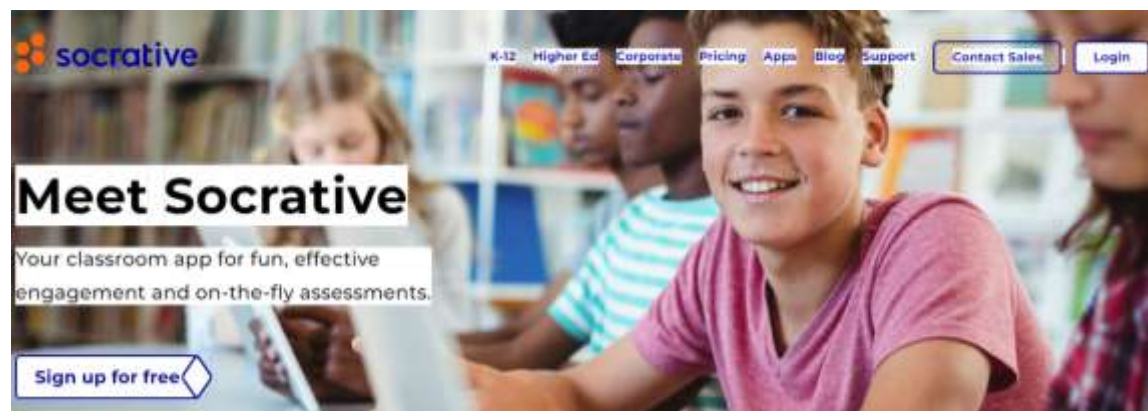 socrative
K-12 Higher Ed Corporate Pricing Apps Blog Support Contact Sales | Login
Meet Socrative
Your classroom app for fun, effective
engagement and on-the-fly assessments.
Sign up for free